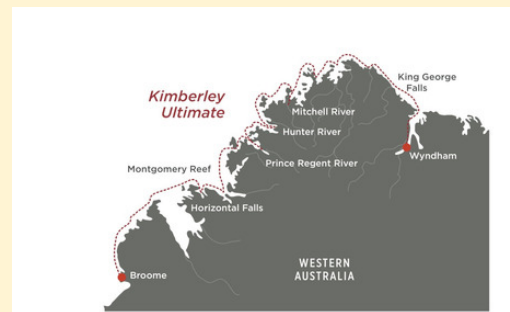 King George
Falls
Kimberley
Ultimate
Mitchell River
Hunter River
Wyndham
Prince Regent River
Montgomery Reef
Horizontal Falls
WESTERN
AUSTRALIA
Broome